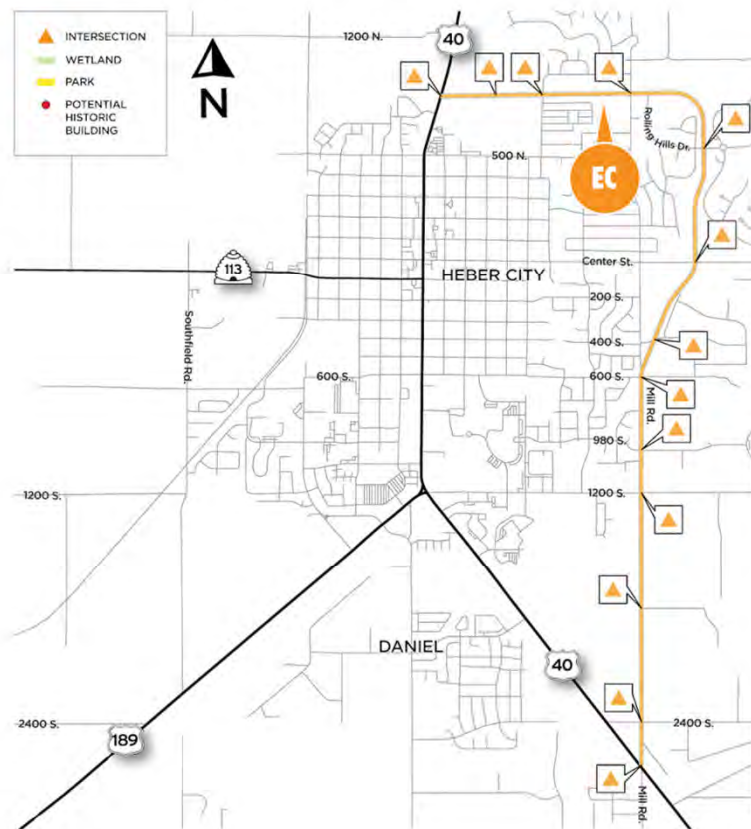 INTERSECTION
WETLAND
PARK
POTENTIAL
HISTORIC
BUILDING
N
1200 N.
40
Rolling Hills Dr.
500 N.
EC
Center St.
113
HEBER CITY
200 S.
Southfield Rd.
400 S.
600 S.
600 S.
Mill Rd.
980 S.
1200 S.
1200 S.
DANIEL
40
2400 S.
2400 S.
189
Mill Rd.